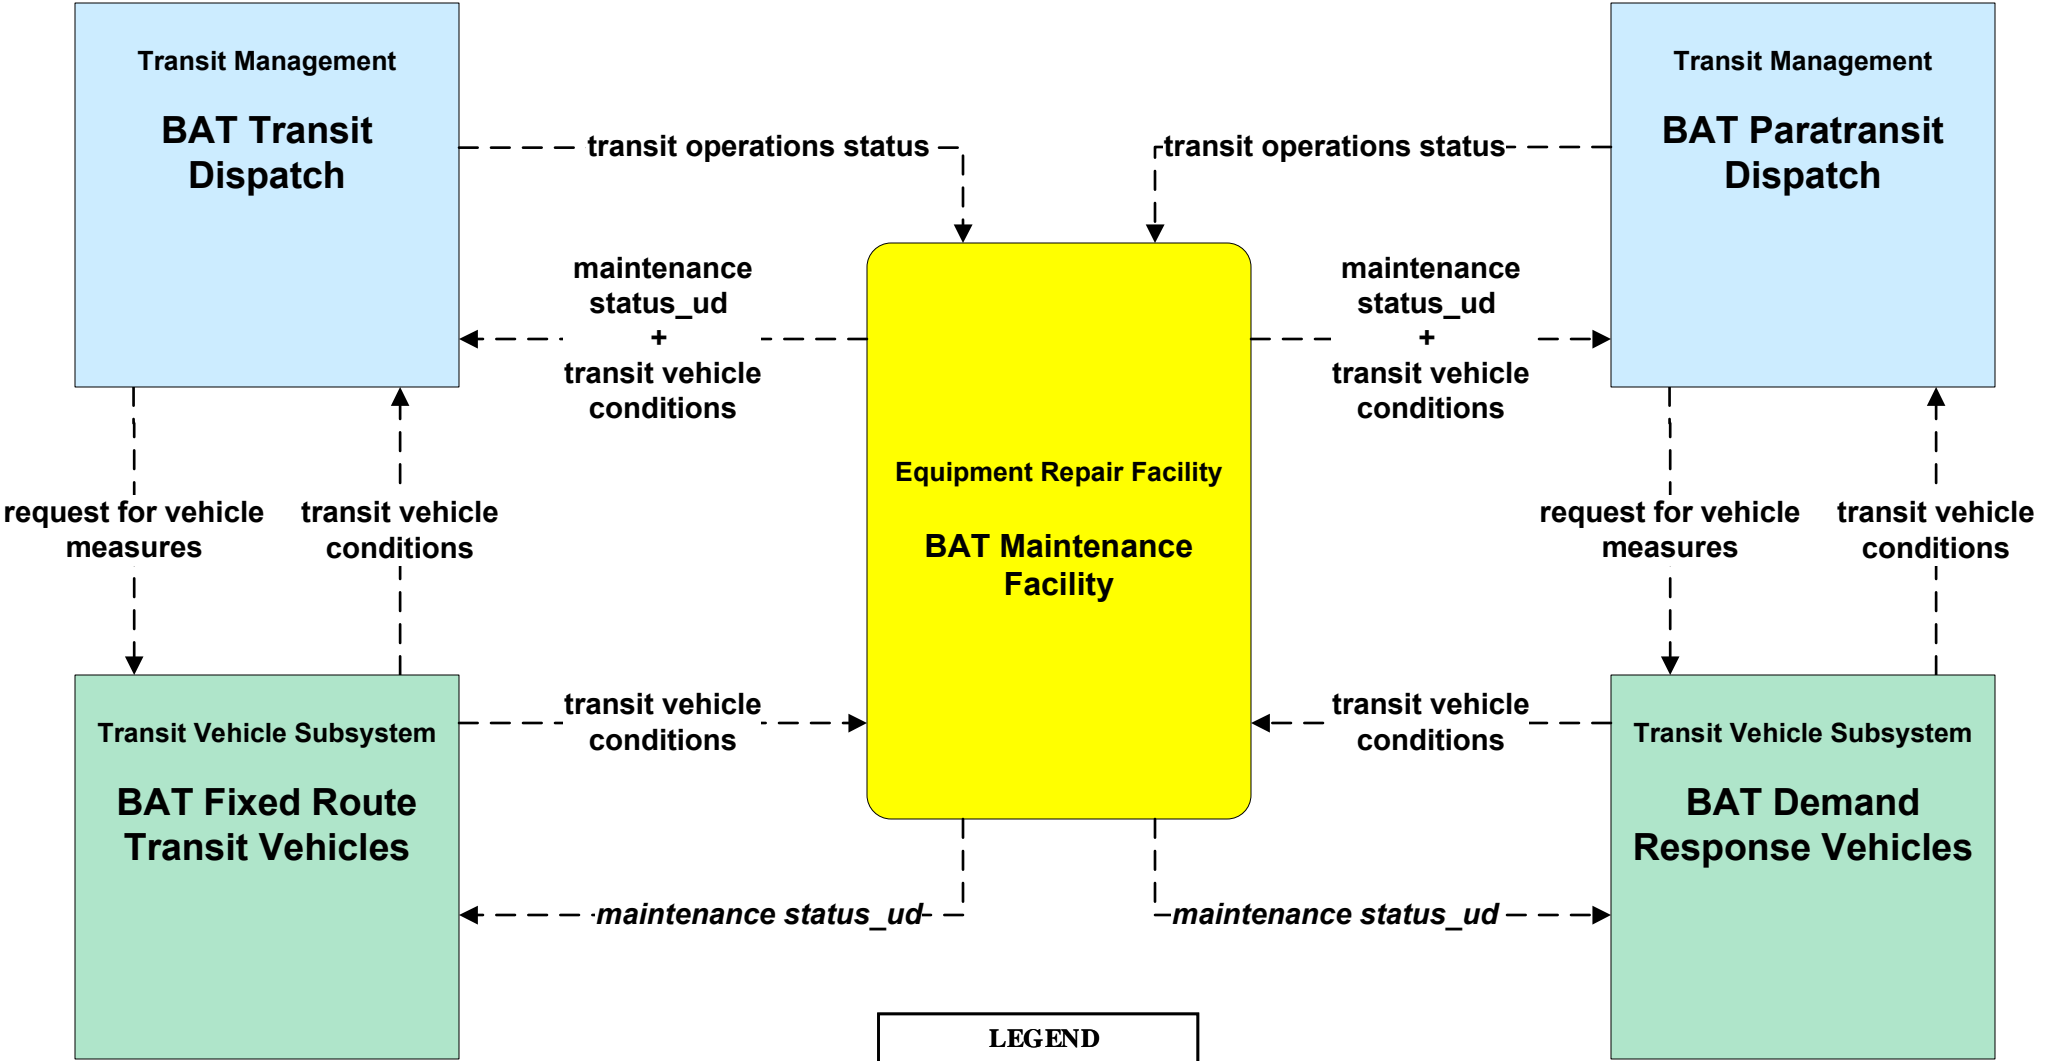 Transit Management
BAT Transit
Dispatch
transit operations status
transit operations status
Transit Management
BAT Paratransit
Dispatch
maintenance
status_ud
+
transit vehicle
conditions
maintenance
status_ud
+
transit vehicle
conditions
Equipment Repair Facility
BAT Maintenance
Facility
request for vehicle
measures
transit vehicle
conditions
request for vehicle
measures
transit vehicle
conditions
Transit Vehicle Subsystem
BAT Fixed Route
Transit Vehicles
transit vehicle
conditions
transit vehicle
conditions
Transit Vehicle Subsystem
BAT Demand
Response Vehicles
maintenance status_ud
maintenance status_ud
LEGEND